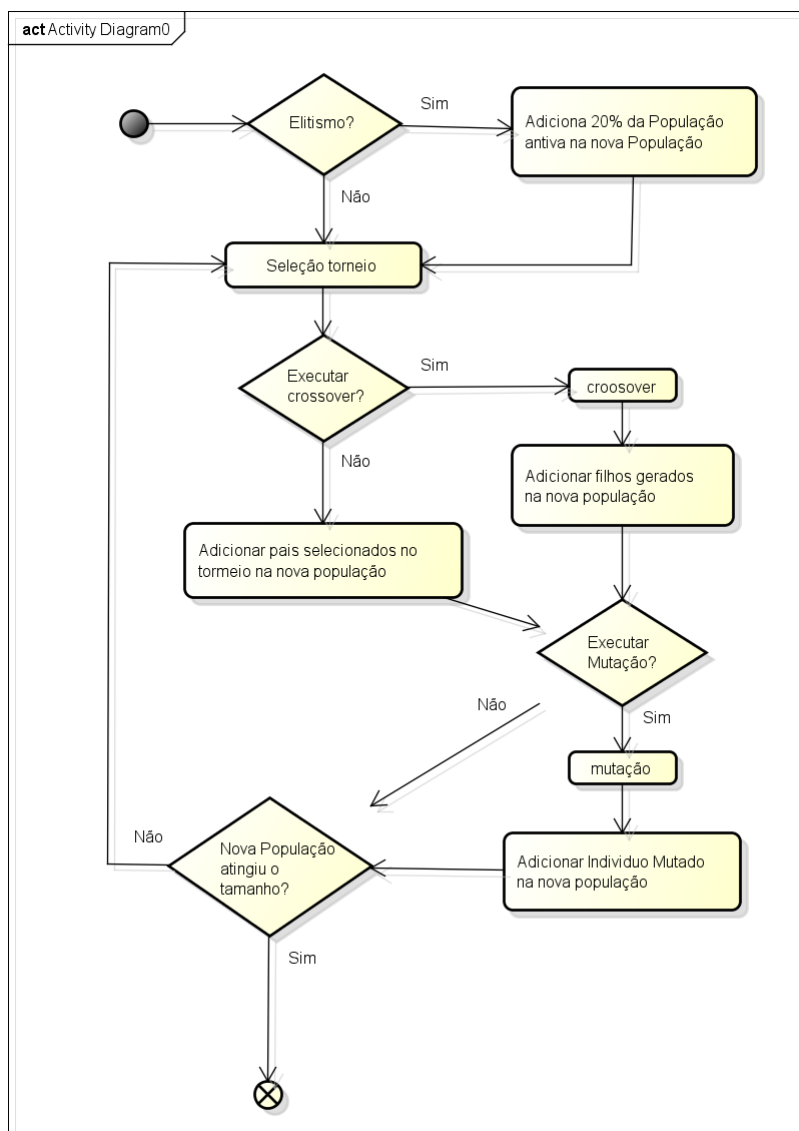 act Activity Diagram0
Elitismo?
Sim
Adiciona 20% da População
antiva na nova População
Não
Seleção torneio
Executar
crossover?
Sim
croosover
Não
Adicionar filhos gerados
na nova população
Adicionar pais selecionados no
tormeio na nova população
Executar
Mutação?
Não
Sim
mutação
Não
Nova População
atingiu o
tamanho?
Adicionar Individuo Mutado
na nova população
Sim